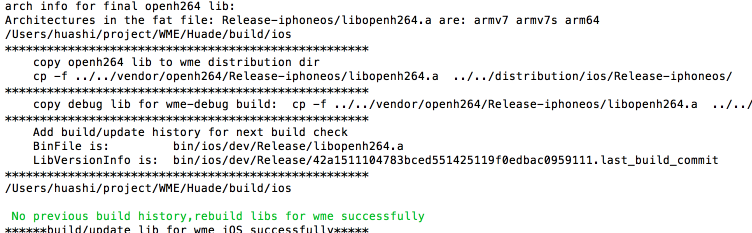 arch info for final openh264 lib:
Architectures in the fat file: Release-iphoneos/libopenh264.a are: armv7 armv7s arm64
/Users/huashi/project/WME/Huade/build/ios
****************************************************
copy openh264 lib to wme distribution dir
cp -f ../../vendor/openh264/Release-iphoneos/libopenh264.a  ../../distribution/ios/Release-iphoneos/
****************************************************
copy debug lib for wme-debug build:  cp -f ../../vendor/openh264/Release-iphoneos/libopenh264.a  ../../
****************************************************
Add build/update history for next build check
BinFile is:         bin/ios/dev/Release/libopenh264.a
LibVersionInfo is:  bin/ios/dev/Release/42a1511104783bced551425119f0edbac0959111.last_build_commit
****************************************************
/Users/huashi/project/WME/Huade/build/ios
No previous build history,rebuild libs for wme successfully
******build/update lib for wme iOS successfully*****